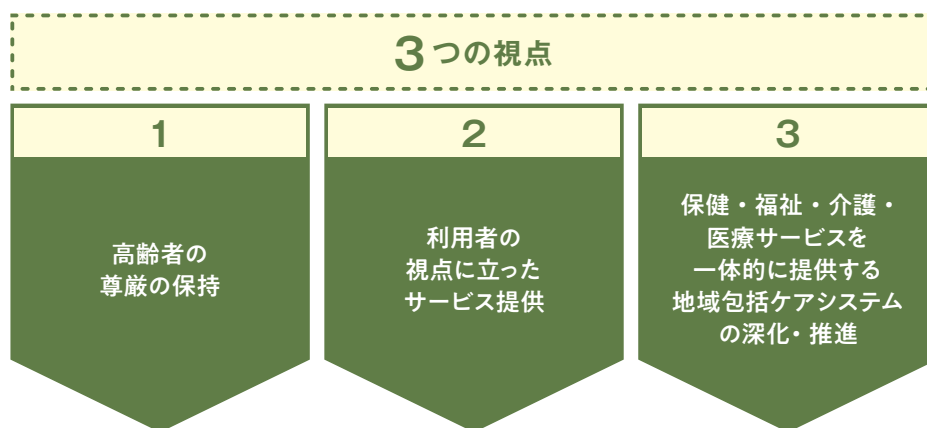 3つの視点
1
高齢者の
尊厳の保持
2
利用者の
視点に立った
サービス提供
3
保健・福祉・介護・
医療サービスを
一体的に提供する
地域包括ケアシステム
の深化・推進